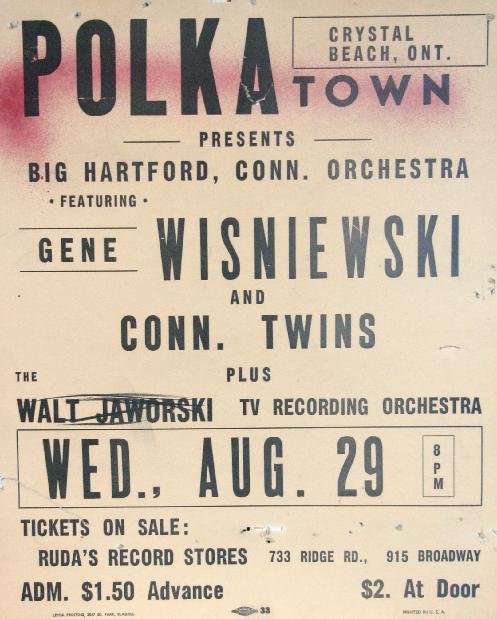 POLKA TOWN
CRYSTAL
BEACH, ONT.
PRESENTS
BIG HARTFORD, CONN. ORCHESTRA
• FEATURING •
GENE WISNIEWSKI
AND
CONN. TWINS
PLUS
THE
WALT JAWORSKI TV RECORDING ORCHESTRA
WED., AUG. 29 8 PM
TICKETS ON SALE:
RUDA'S RECORD STORES 733 RIDGE RD., 915 BROADWAY
ADM. $1.50 Advance $2. At Door
33
PRINTED IN U. S. A.